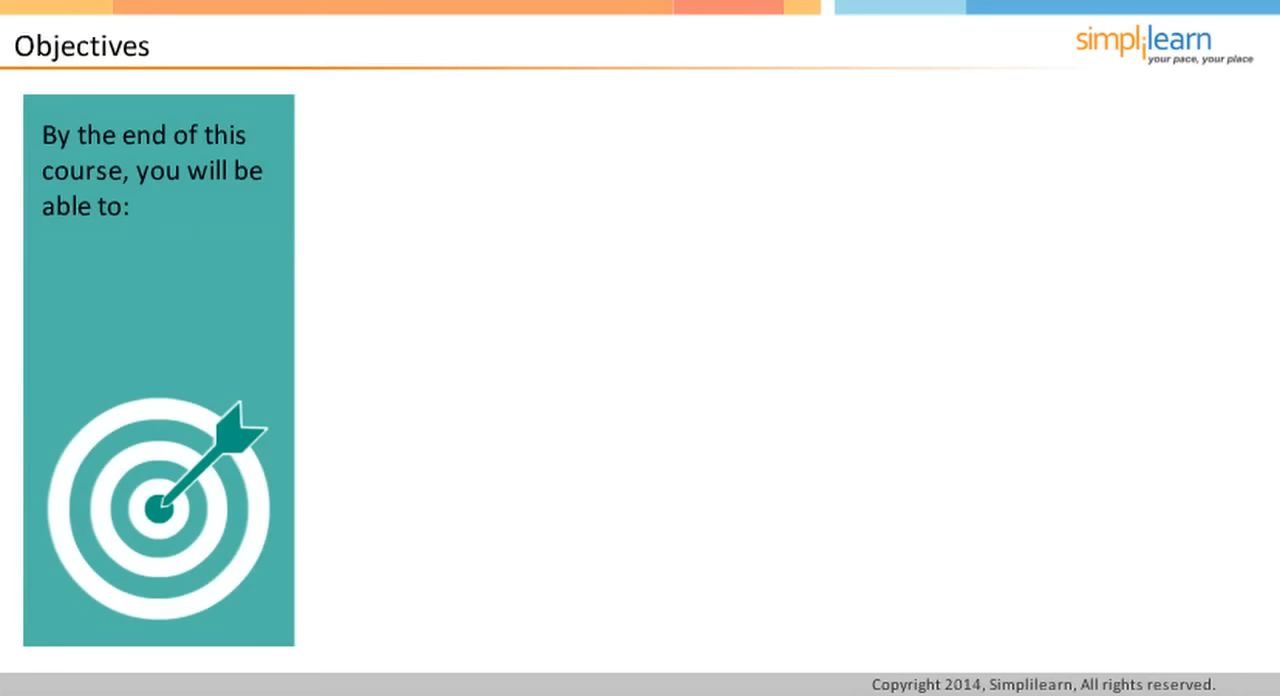 Objectives
simplilearn
your pace, your place
By the end of this
course, you will be
able to:
Copyright 2014, Simplilearn, All rights reserved.